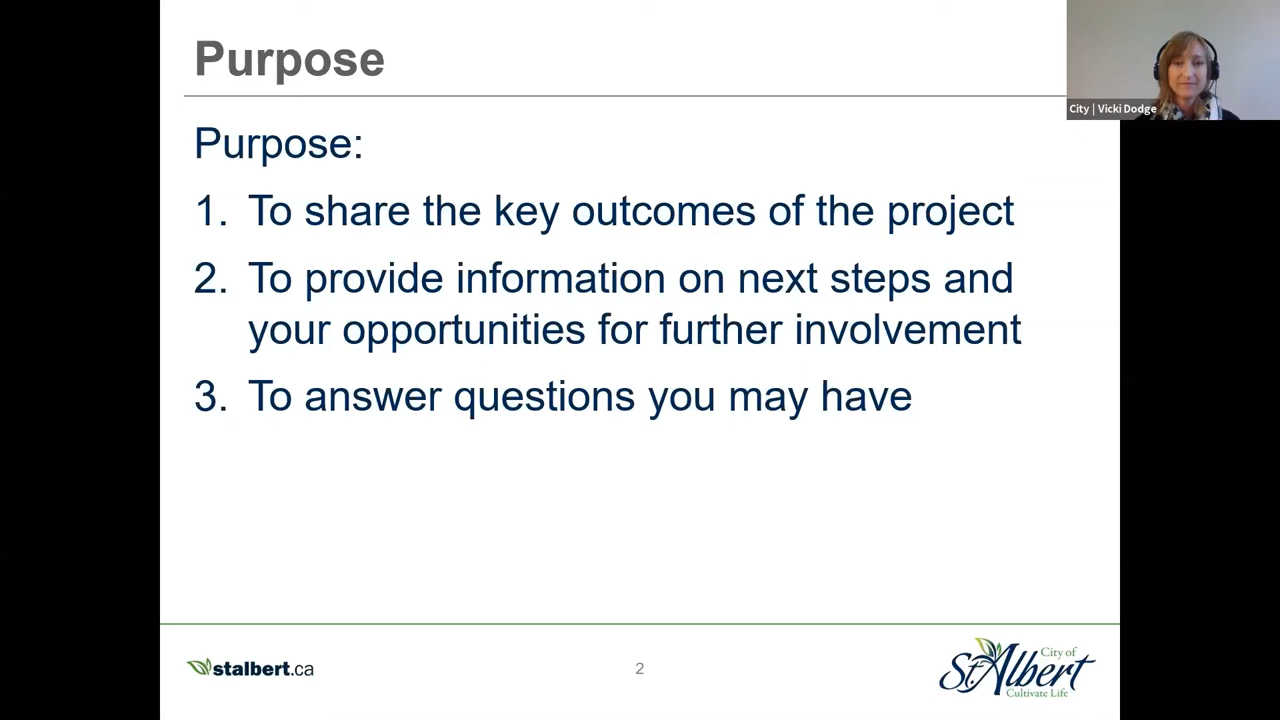 Purpose
City | Vicki Dodge
Purpose:
1. To share the key outcomes of the project
2. To provide information on next steps and
your opportunities for further involvement
3. To answer questions you may have
stalbert.ca
2
City of
St. Albert
Cultivate Life